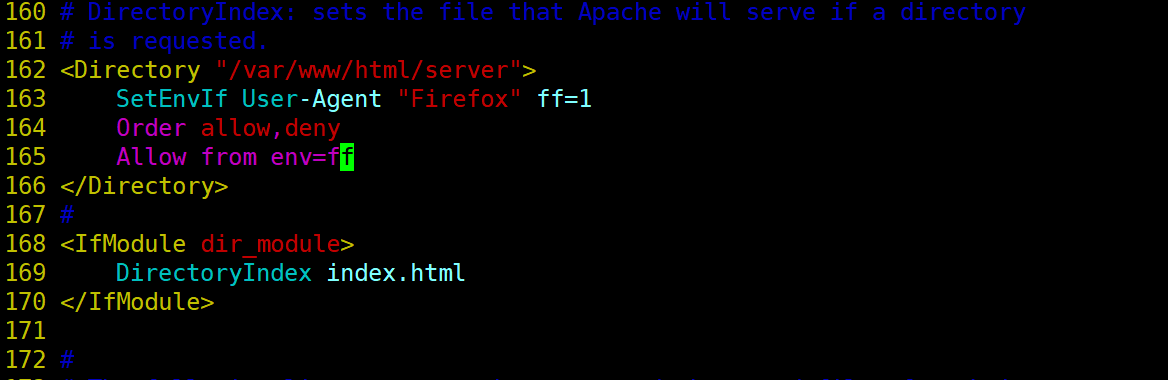 160 # DirectoryIndex: sets the file that Apache will serve if a directory
161 # is requested.
162 <Directory "/var/www/html/server">
163     SetEnvIf User-Agent "Firefox" ff=1
164     Order allow,deny
165     Allow from env=ff
166 </Directory>
167 #
168 <IfModule dir_module>
169     DirectoryIndex index.html
170 </IfModule>
171
172 #